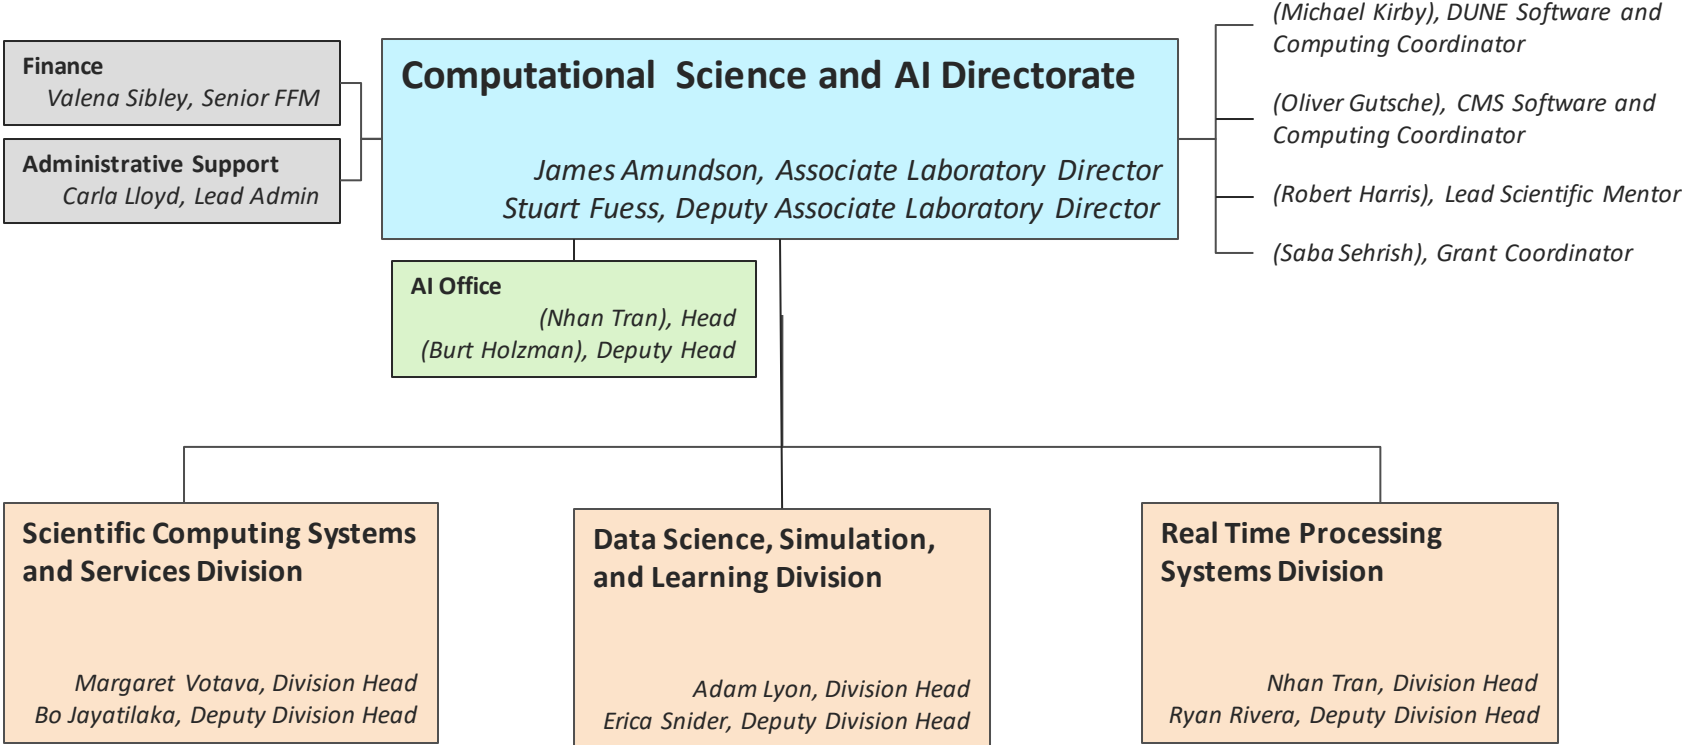 Finance
Valena Sibley, Senior FFM
Administrative Support
Carla Lloyd, Lead Admin
Computational Science and AI Directorate
James Amundson, Associate Laboratory Director
Stuart Fuess, Deputy Associate Laboratory Director
(Michael Kirby), DUNE Software and
Computing Coordinator
(Oliver Gutsche), CMS Software and
Computing Coordinator
(Robert Harris), Lead Scientific Mentor
(Saba Sehrish), Grant Coordinator
AI Office
(Nhan Tran), Head
(Burt Holzman), Deputy Head
Scientific Computing Systems
and Services Division
Margaret Votava, Division Head
Bo Jayatilaka, Deputy Division Head
Data Science, Simulation,
and Learning Division
Adam Lyon, Division Head
Erica Snider, Deputy Division Head
Real Time Processing
Systems Division
Nhan Tran, Division Head
Ryan Rivera, Deputy Division Head